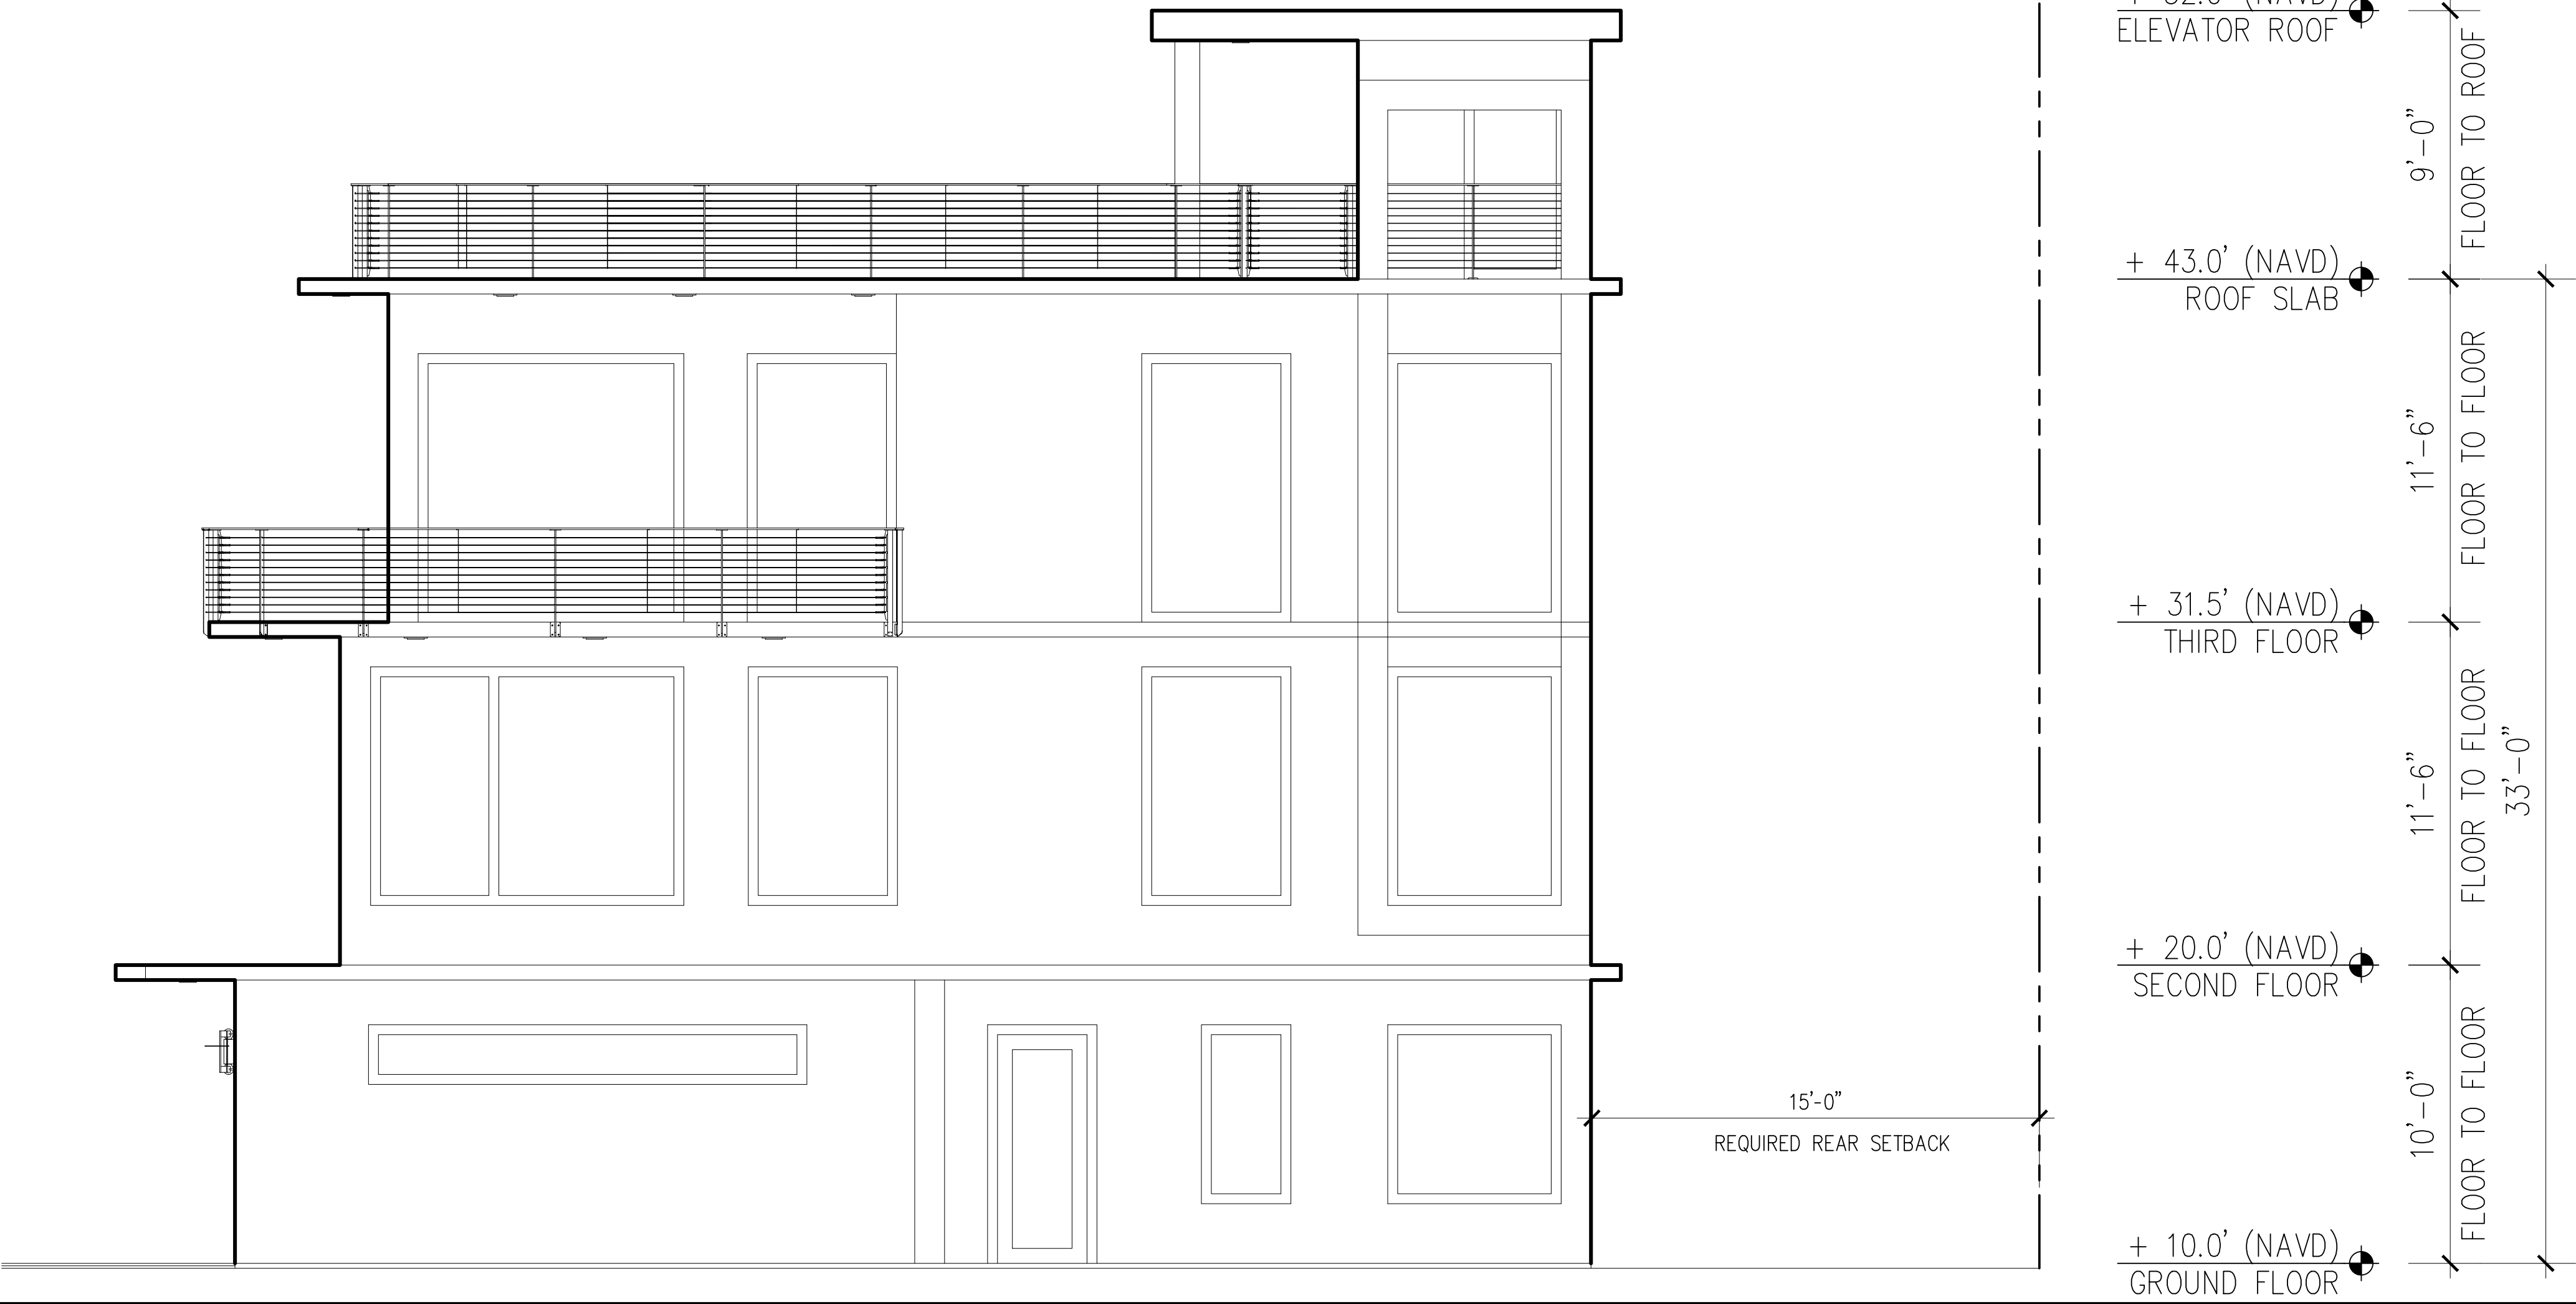 ELEVATOR ROOF
9'-0"
FLOOR TO ROOF
+ 43.0' (NAVD)
ROOF SLAB
11'-6"
FLOOR TO FLOOR
+ 31.5' (NAVD)
THIRD FLOOR
11'-6"
FLOOR TO FLOOR
33'-0"
+ 20.0' (NAVD)
SECOND FLOOR
10'-0"
FLOOR TO FLOOR
15'-0"
REQUIRED REAR SETBACK
+ 10.0' (NAVD)
GROUND FLOOR